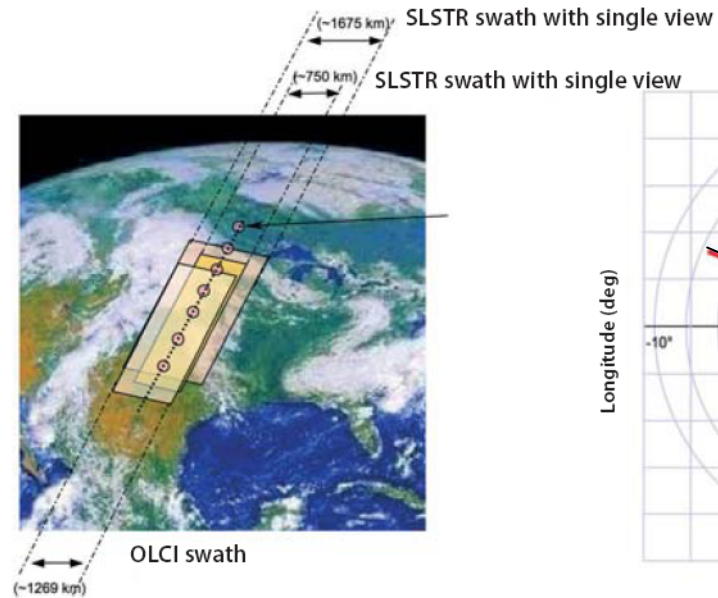 (~1675 km) SLSTR swath with single view
(~750 km) SLSTR swath with single view
-10°
Longitude (deg)
OLCI swath
(~1269 km)